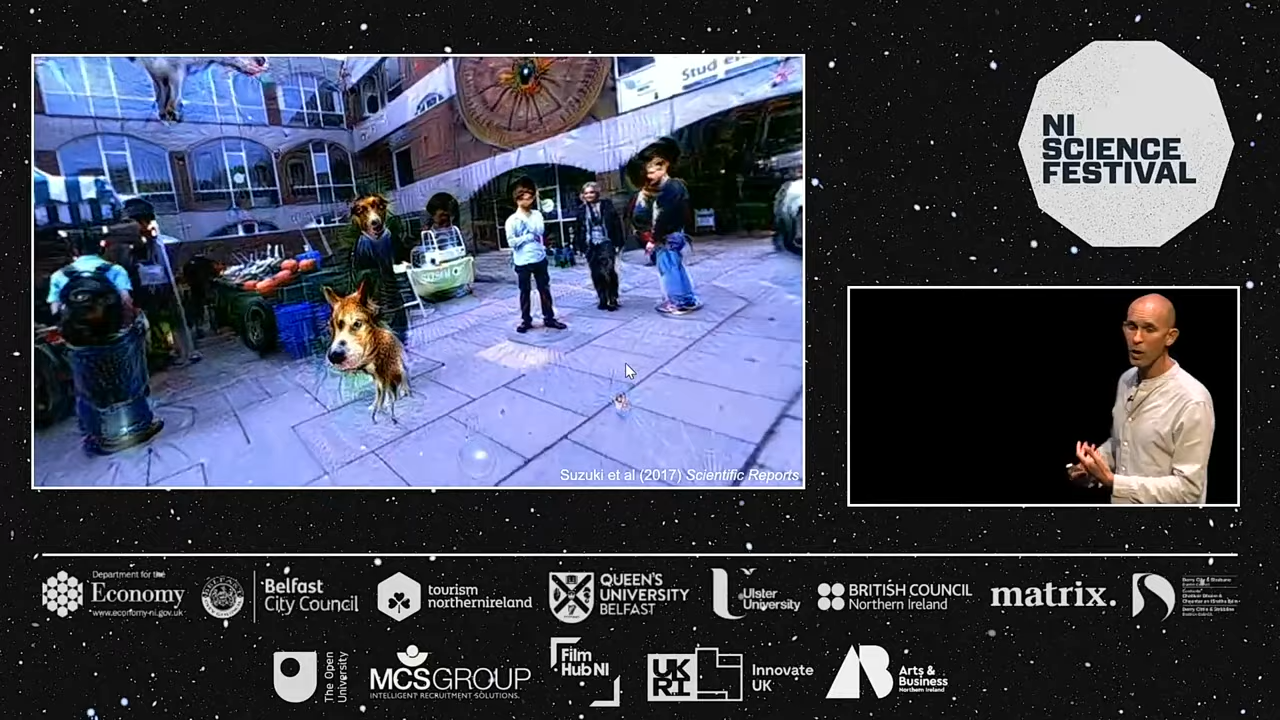 Stud
NI
SCIENCE
FESTIVAL
Suzuki et al (2017) Scientific Reports
Department for the
Economy
www.economy-ni.gov.uk
Belfast
City Council
tourism
northernireland
QUEEN'S
UNIVERSITY
BELFAST
Ulster
University
BRITISH COUNCIL
Northern Ireland
matrix.
The Open
University
MCSGROUP
INTELLIGENT RECRUITMENT SOLUTIONS.
Film
Hub NI
UK
RI
Innovate
UK
Arts &
Business
Northern Ireland